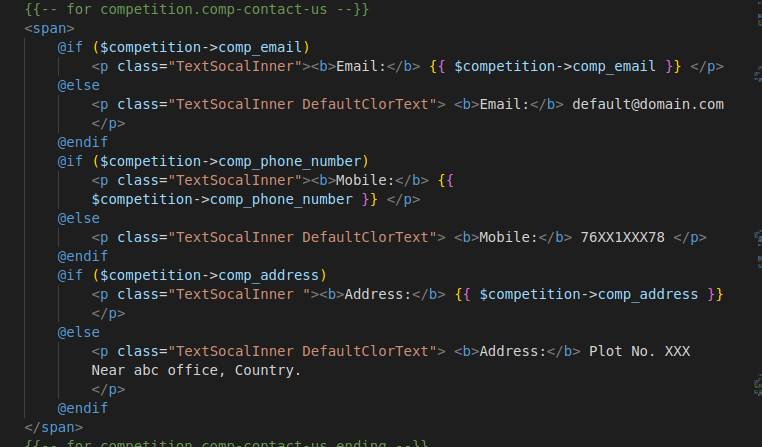 {{-- for competition.comp-contact-us --}}
<span>
@if ($competition->comp_email)
<p class="TextSocalInner"><b>Email:</b> {{ $competition->comp_email }} </p>
@else
<p class="TextSocalInner DefaultClorText"> <b>Email:</b> default@domain.com
</p>
@endif
@if ($competition->comp_phone_number)
<p class="TextSocalInner"><b>Mobile:</b> {{
$competition->comp_phone_number }} </p>
@else
<p class="TextSocalInner DefaultClorText"> <b>Mobile:</b> 76XX1XXX78 </p>
@endif
@if ($competition->comp_address)
<p class="TextSocalInner "><b>Address:</b> {{ $competition->comp_address }}
</p>
@else
<p class="TextSocalInner DefaultClorText"> <b>Address:</b> Plot No. XXX
Near abc office, Country.
</p>
@endif
</span>
{{-- for competition.comp-contact-us ending --}}